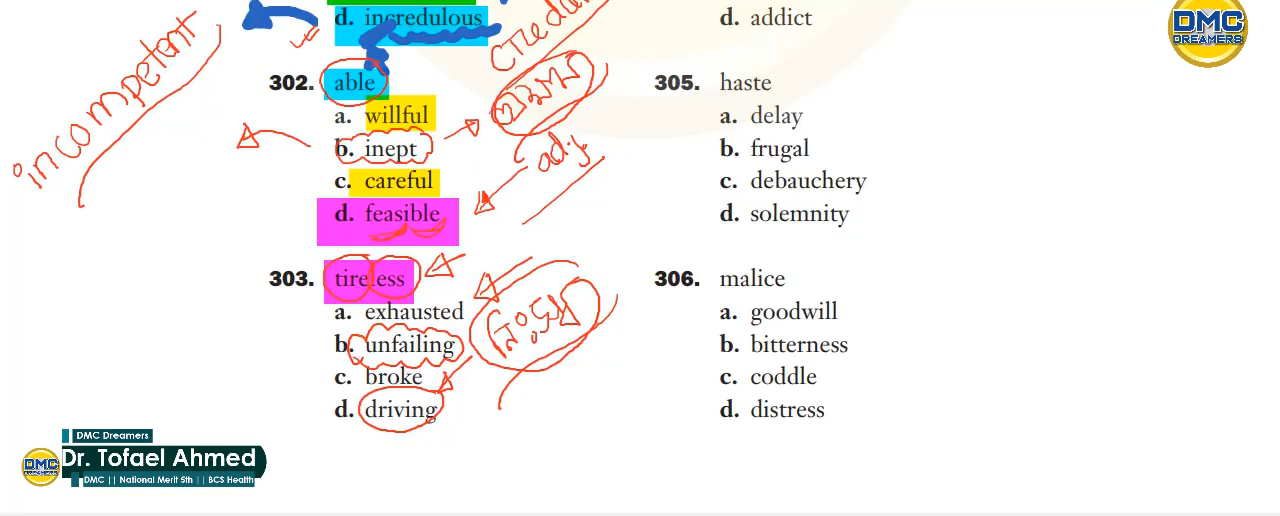 d. incredulous
302. able
a. willful
b. inept
c. careful
d. feasible
303. tireless
a. exhausted
b. unfailing
c. broke
d. driving
incompetent
adj.
d. addict
305. haste
a. delay
b. frugal
c. debauchery
d. solemnity
306. malice
a. goodwill
b. bitterness
c. coddle
d. distress
DMC
DREAMERS
DMC Dreamers
Dr. Tofael Ahmed
DMC || National Merit 5th || BCS Health
DMC
DREAMERS